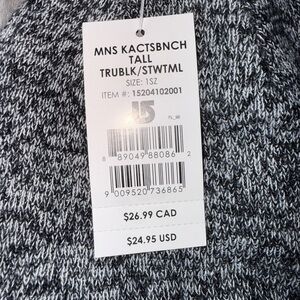 MNS KACTSBNCH
TALL
TRUBLK/STWTML
SIZE: 1SZ
ITEM #: 15204102001
15
8 89049 88086 2
9 009520 736865
$26.99 CAD
$24.95 USD